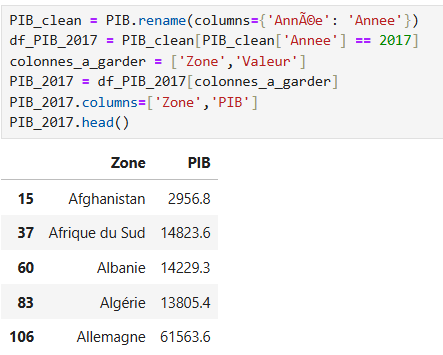 PIB_clean = PIB.rename(columns={'AnnÃ©e': 'Annee'})
df_PIB_2017 = PIB_clean[PIB_clean['Annee'] == 2017]
colonnes_a_garder = ['Zone','Valeur']
PIB_2017 = df_PIB_2017[colonnes_a_garder]
PIB_2017.columns=['Zone','PIB']
PIB_2017.head()
Zone PIB
15 Afghanistan 2956.8
37 Afrique du Sud 14823.6
60 Albanie 14229.3
83 Algérie 13805.4
106 Allemagne 61563.6